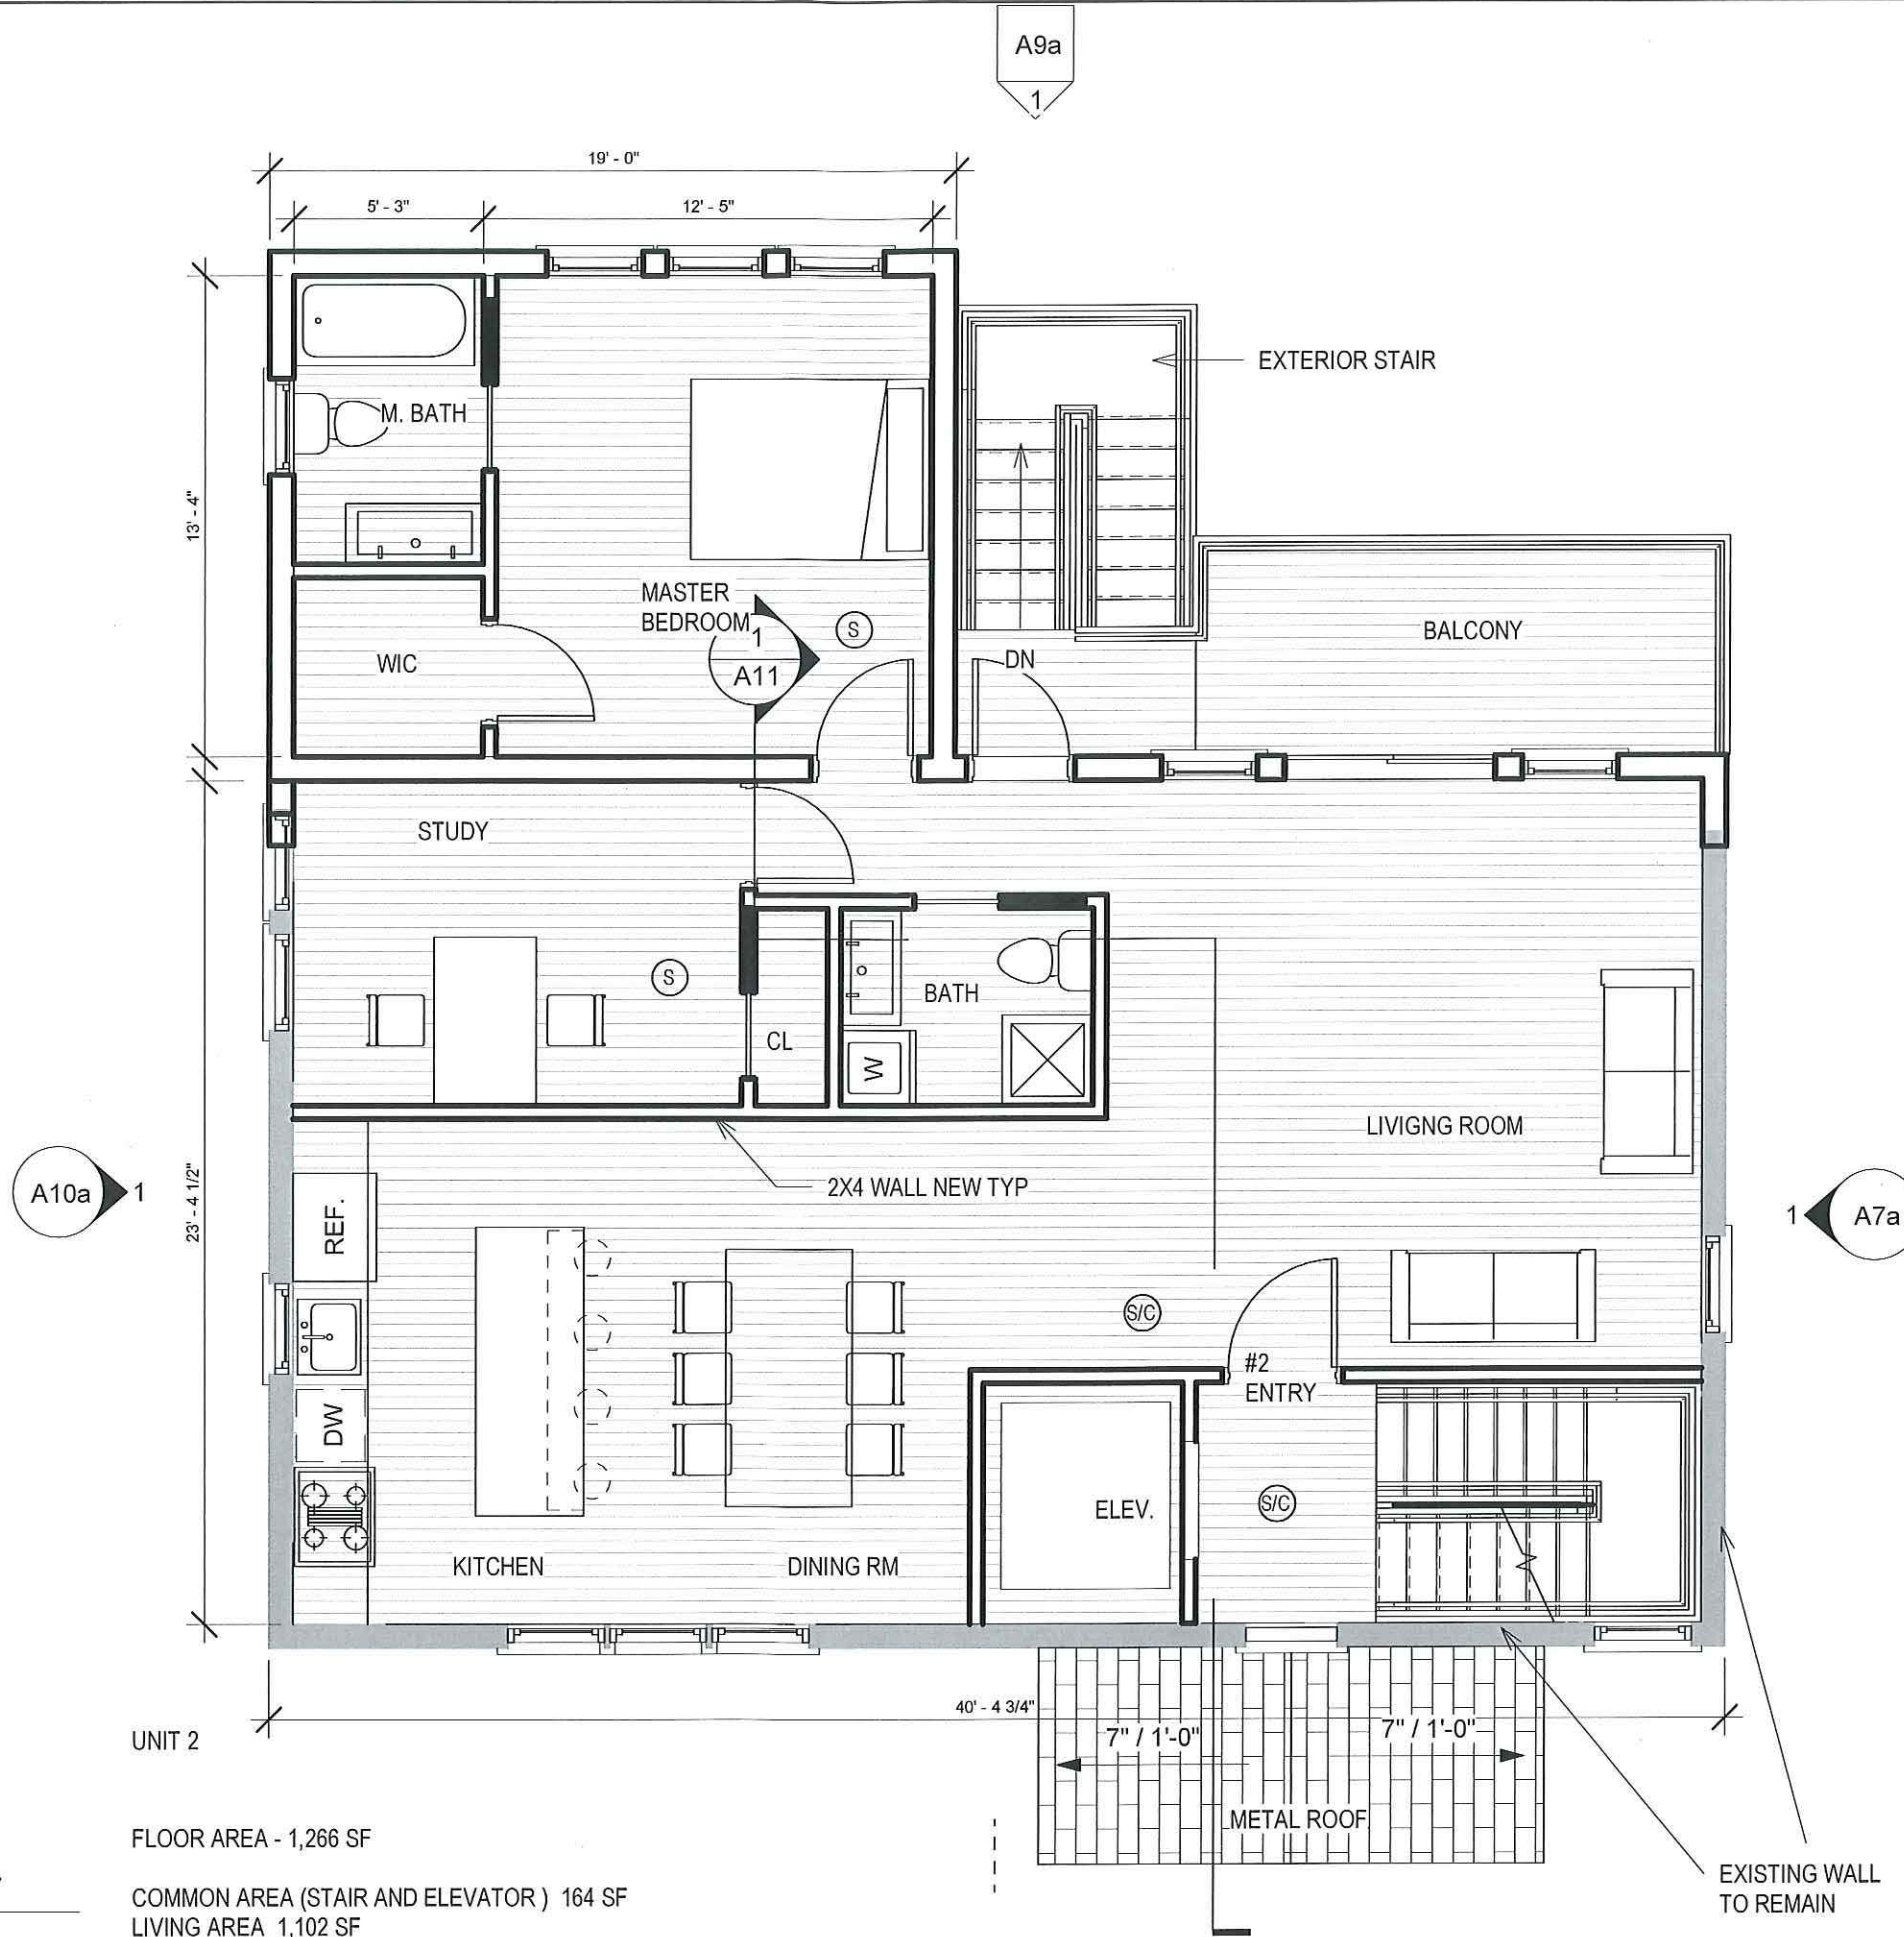 A9a
1
19' - 0"
5' - 3"
12' - 5"
EXTERIOR STAIR
M. BATH
13' - 4"
MASTER
BEDROOM
1
A11
S
WIC
DN
BALCONY
STUDY
S
CL
BATH
W
LIVIGNG ROOM
2X4 WALL NEW TYP
A10a
1
23' - 4 1/2"
1
A7a
REF.
S/C
#2
ENTRY
DW
S/C
ELEV.
KITCHEN
DINING RM
40' - 4 3/4"
7" / 1'-0"
7" / 1'-0"
METAL ROOF
UNIT 2
FLOOR AREA - 1,266 SF
COMMON AREA (STAIR AND ELEVATOR ) 164 SF
LIVING AREA 1,102 SF
EXISTING WALL
TO REMAIN